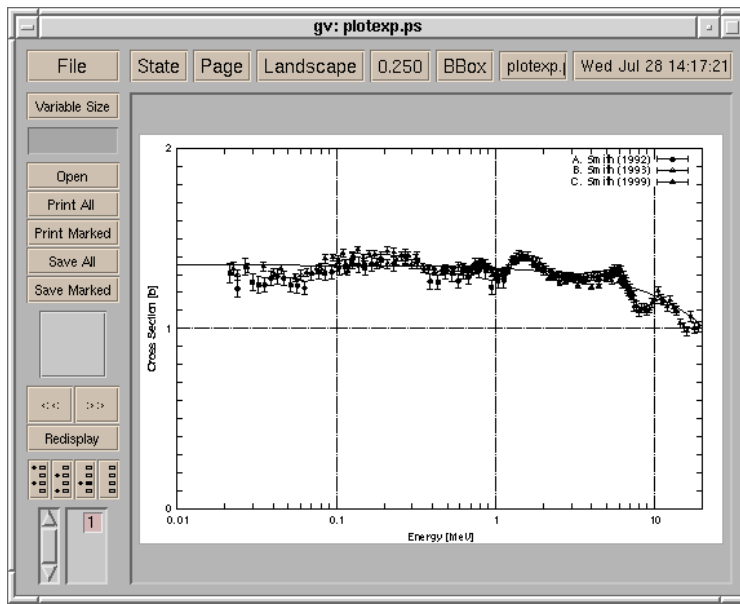 gv: plotexp.ps
File
State Page Landscape 0.250 BBox plotexp.p Wed Jul 28 14:17:21
Variable Size
Open
Print All
Print Marked
Save All
Save Marked
<< >>
Redisplay
1
2
A. Smith (1992)
B. Smith (1993)
C. Smith (1999)
Cross Section [b]
1
0
0.01 0.1 1 10
Energy [MeV]